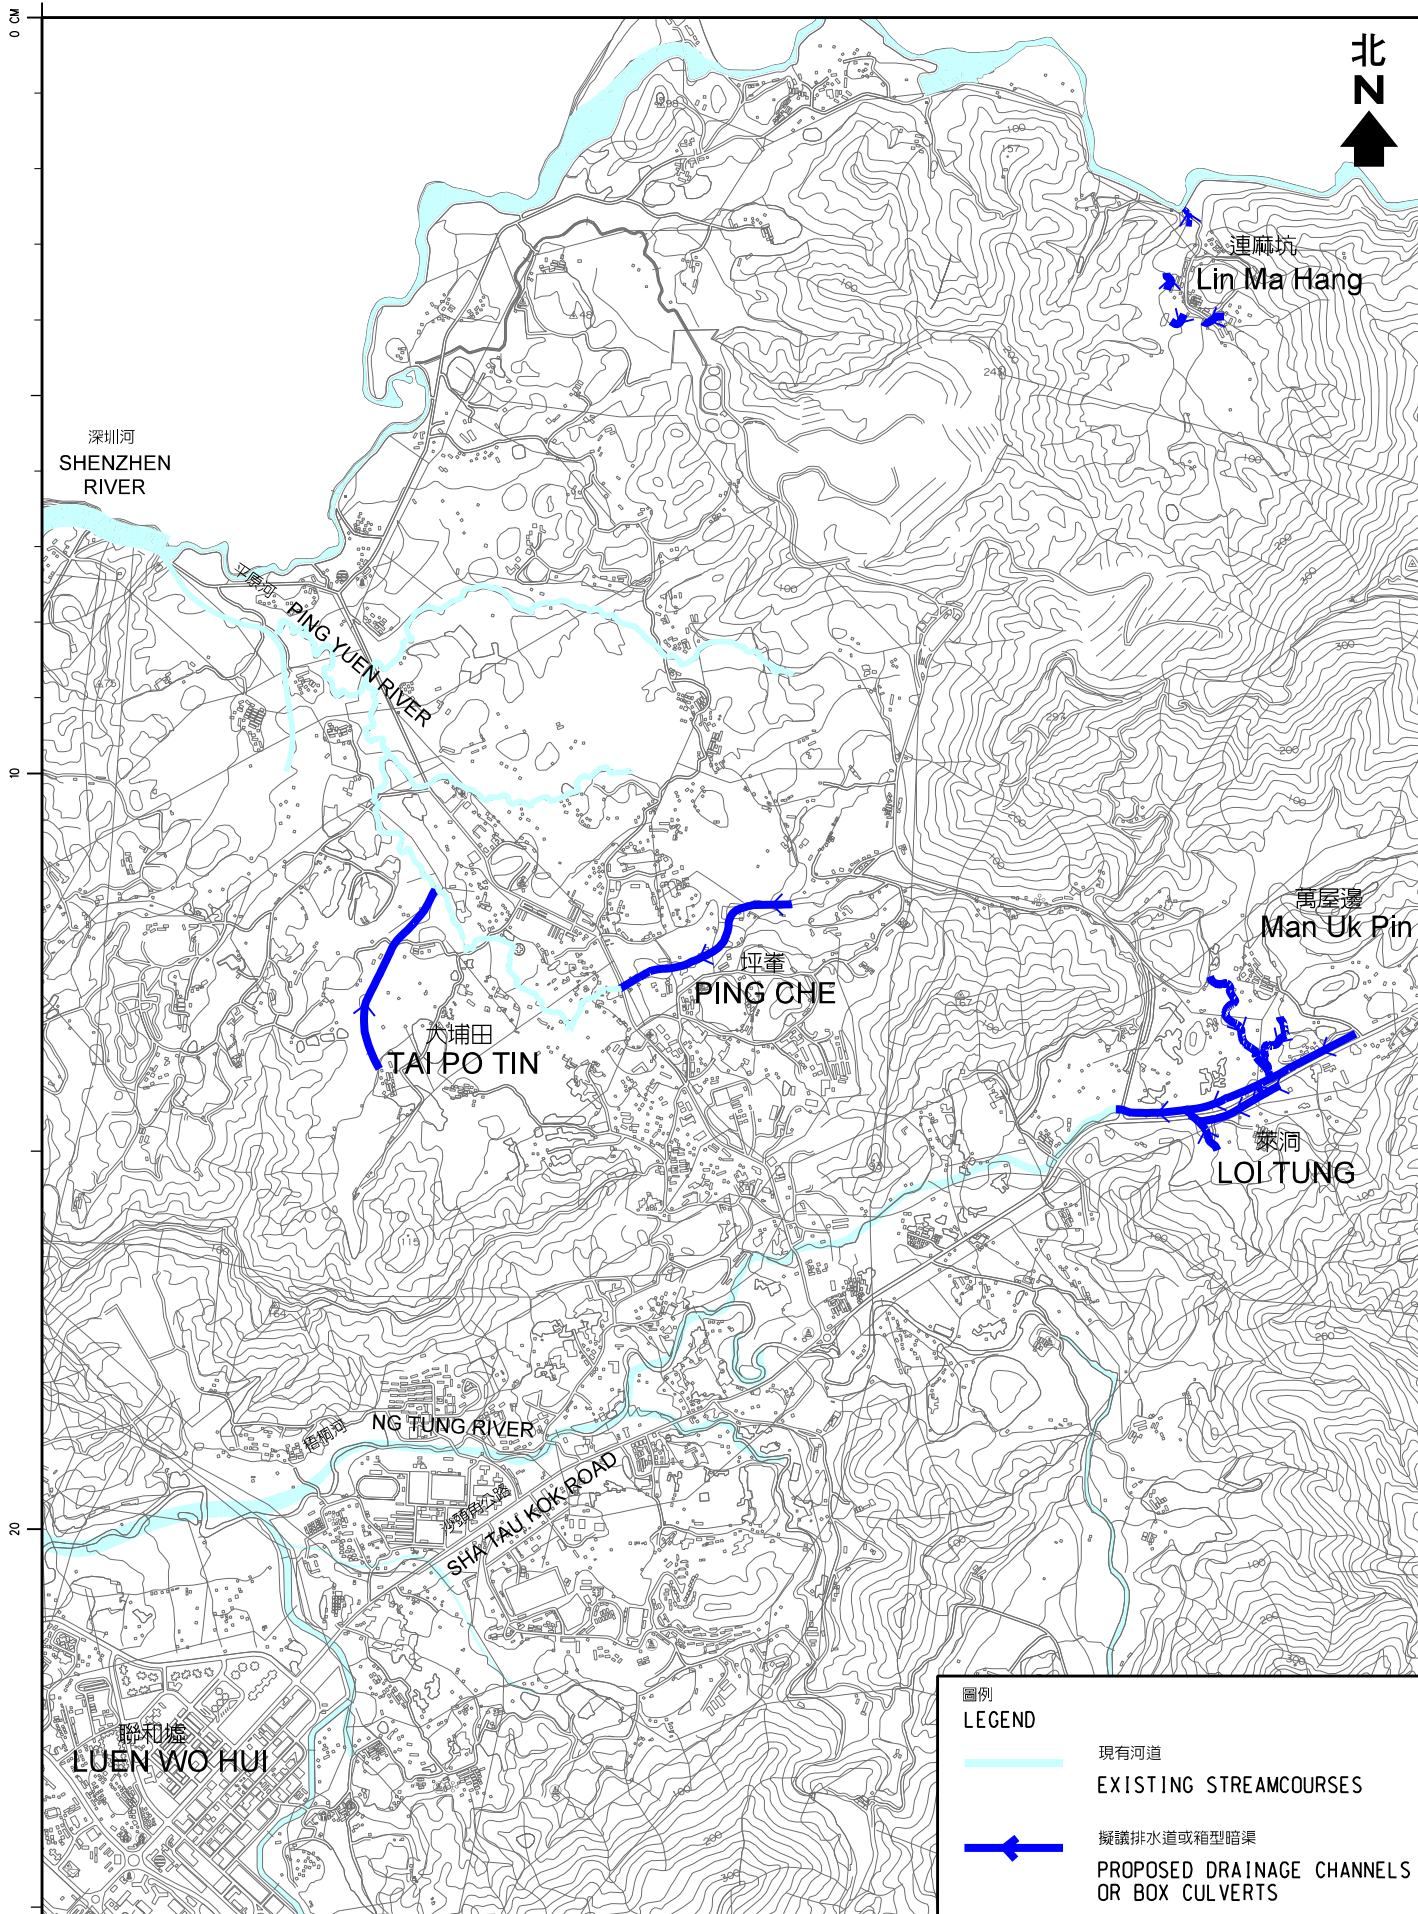 0 CM
北
N
連麻坑
Lin Ma Hang
深圳河
SHENZHEN
RIVER
平原河
PING YUEN RIVER
10
萬屋邊
Man Uk Pin
坪輋
PING CHE
大埔田
TAI PO TIN
萊洞
LOI TUNG
梧桐河
NG TUNG RIVER
沙頭角公路
SHA TAU KOK ROAD
20
聯和墟
LUEN WO HUI
圖例
LEGEND
現有河道
EXISTING STREAMCOURSES
擬議排水道或箱型暗渠
PROPOSED DRAINAGE CHANNELS
OR BOX CULVERTS